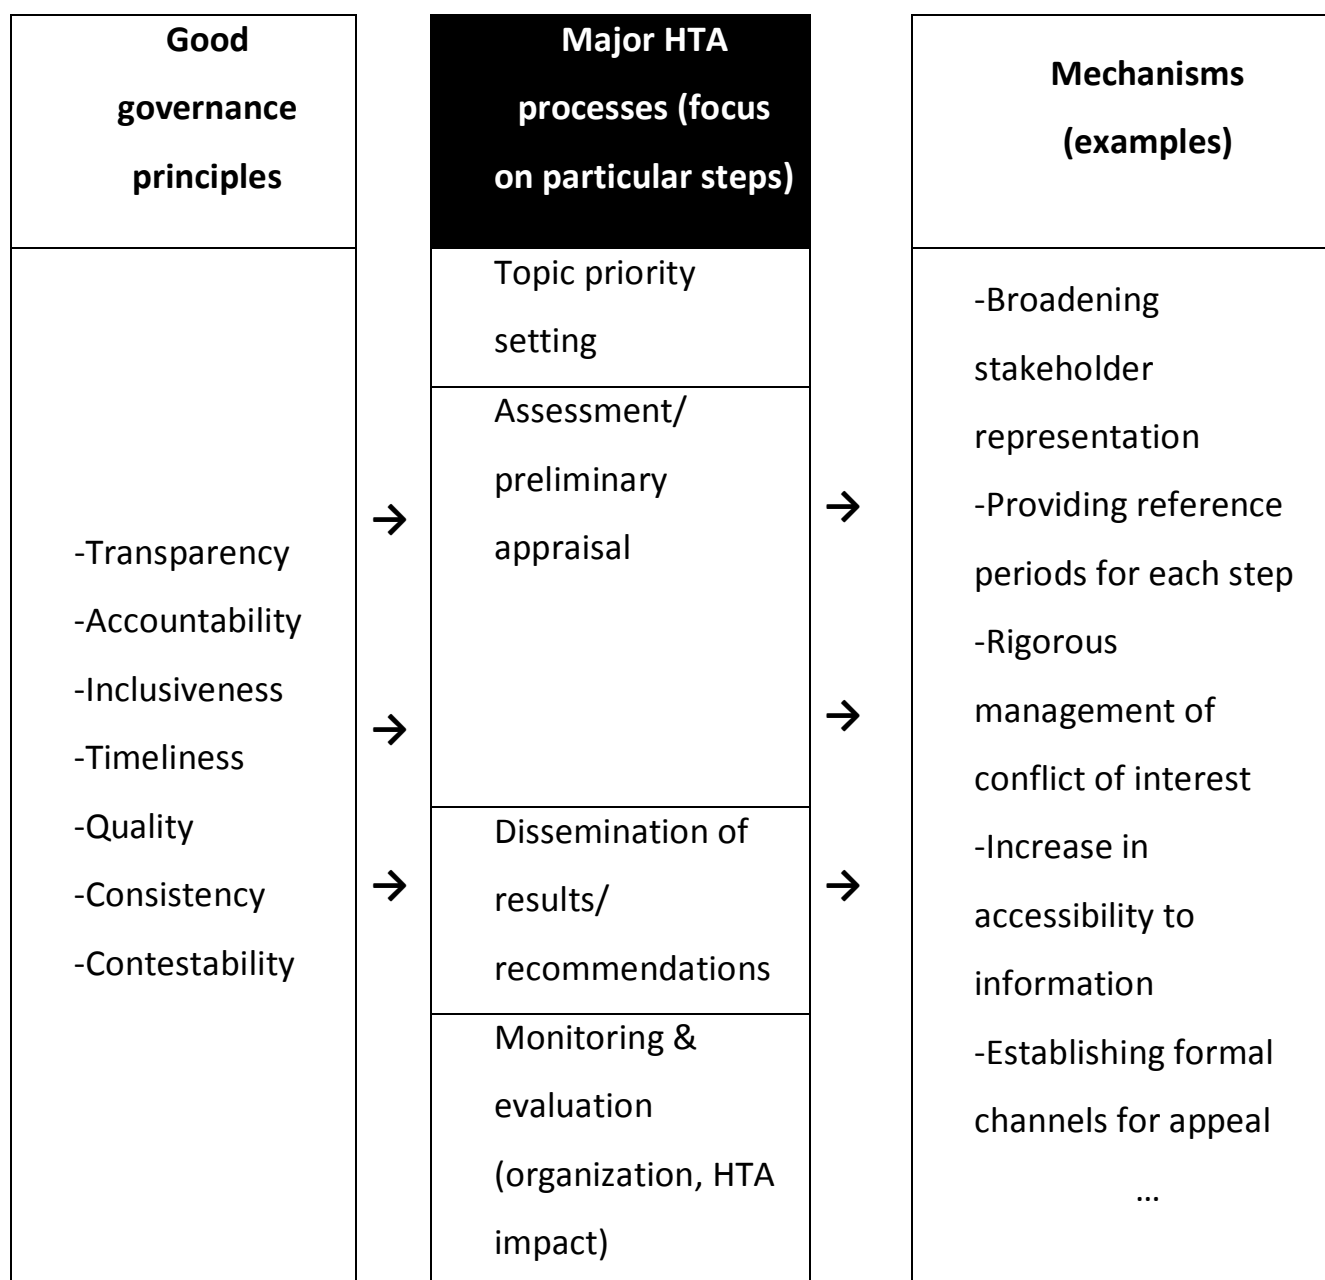 Good
governance
principles
-Transparency
-Accountability
-Inclusiveness
-Timeliness
-Quality
-Consistency
-Contestability
→
→
→
Major HTA
processes (focus
on particular steps)
Topic priority
setting
Assessment/
preliminary
appraisal
Dissemination of
results/
recommendations
Monitoring &
evaluation
(organization, HTA
impact)
→
→
→
Mechanisms
(examples)
-Broadening
stakeholder
representation
-Providing reference
periods for each step
-Rigorous
management of
conflict of interest
-Increase in
accessibility to
information
-Establishing formal
channels for appeal
...